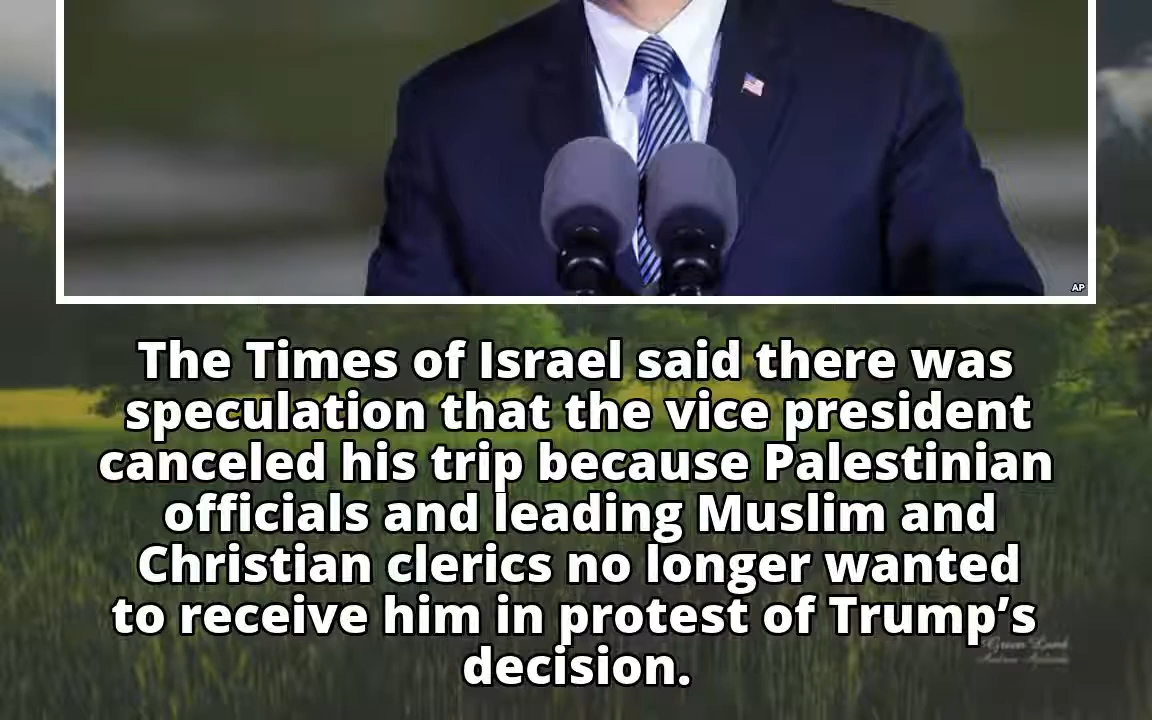 AP
The Times of Israel said there was
speculation that the vice president
canceled his trip because Palestinian
officials and leading Muslim and
Christian clerics no longer wanted
to receive him in protest of Trump’s
decision.